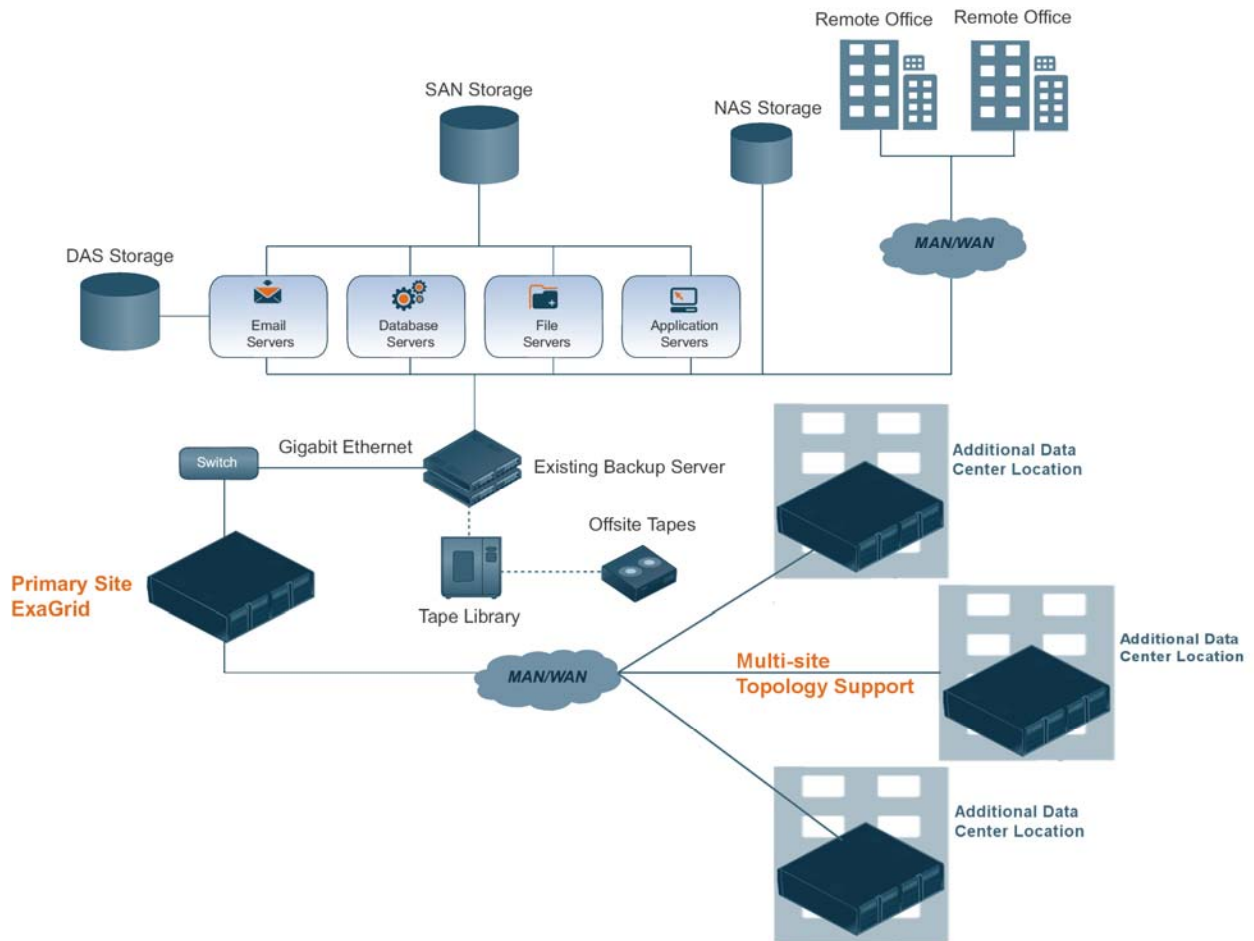 Remote Office
Remote Office
SAN Storage
NAS Storage
MAN/WAN
DAS Storage
Email
Servers
Database
Servers
File
Servers
Application
Servers
Switch
Gigabit Ethernet
Existing Backup Server
Additional Data
Center Location
Offsite Tapes
Primary Site
ExaGrid
Tape Library
MAN/WAN
Multi-site
Topology Support
Additional Data
Center Location
Additional Data
Center Location